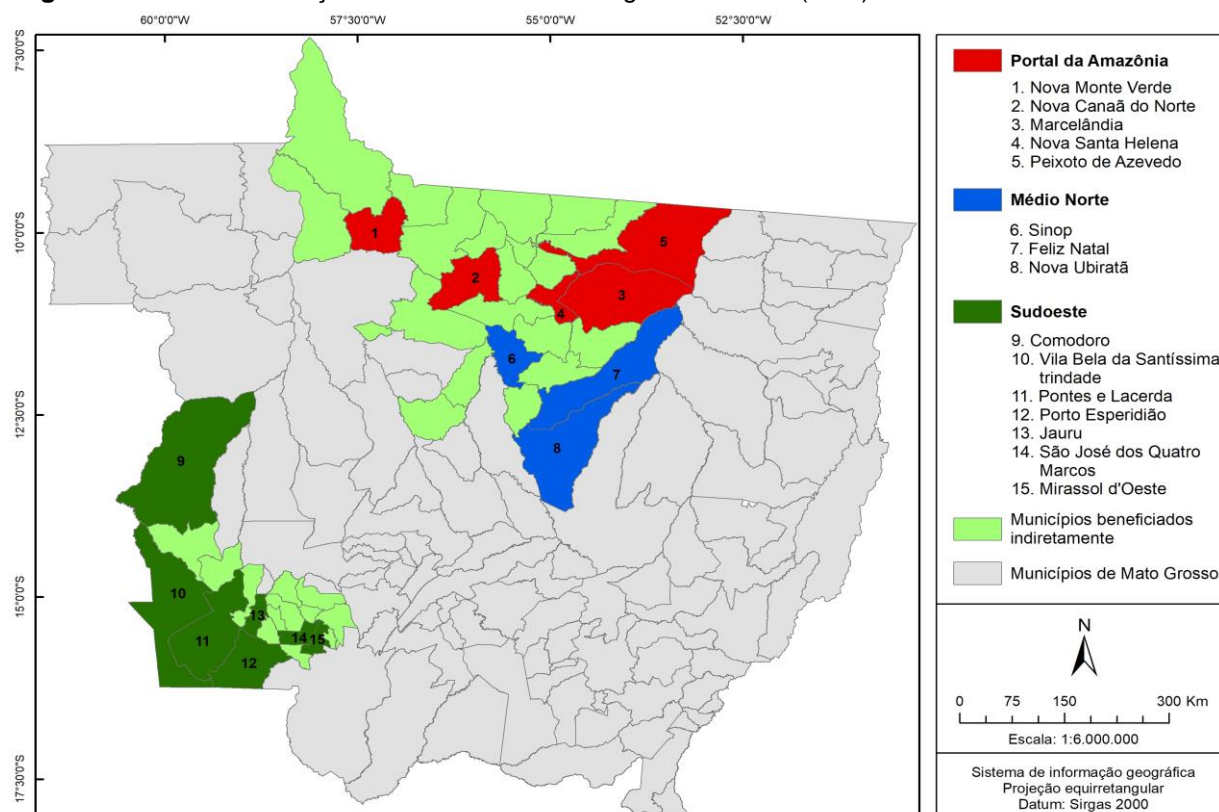 60°0'0"W 57°30'0"W 55°0'0"W 52°30'0"W
7°30'0"S
10°0'0"S
12°30'0"S
15°0'0"S
17°30'0"S
1
2
3
4
5
6
7
8
9
10
11
12
13
14
15
Portal da Amazônia
1. Nova Monte Verde
2. Nova Canaã do Norte
3. Marcelândia
4. Nova Santa Helena
5. Peixoto de Azevedo
Médio Norte
6. Sinop
7. Feliz Natal
8. Nova Ubiratã
Sudoeste
9. Comodoro
10. Vila Bela da Santíssima
trindade
11. Pontes e Lacerda
12. Porto Esperidião
13. Jauru
14. São José dos Quatro
Marcos
15. Mirassol d'Oeste
Municípios beneficiados
indiretamente
Municípios de Mato Grosso
N
0 75 150 300 Km
Escala: 1:6.000.000
Sistema de informação geográfica
Projeção equirretangular
Datum: Sirgas 2000